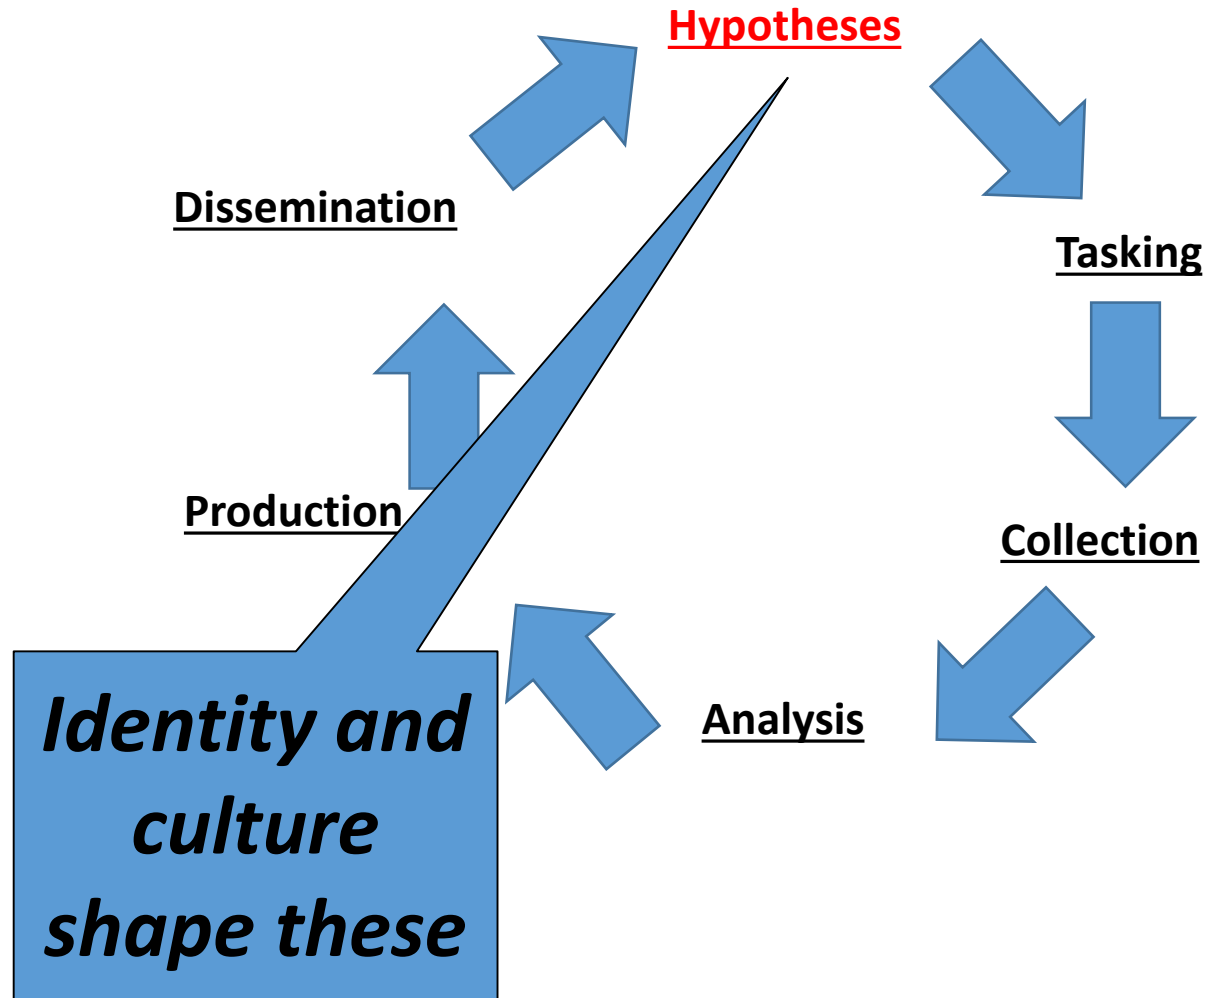 Hypotheses
Dissemination
Tasking
Production
Collection
Analysis
Identity and
culture
shape these